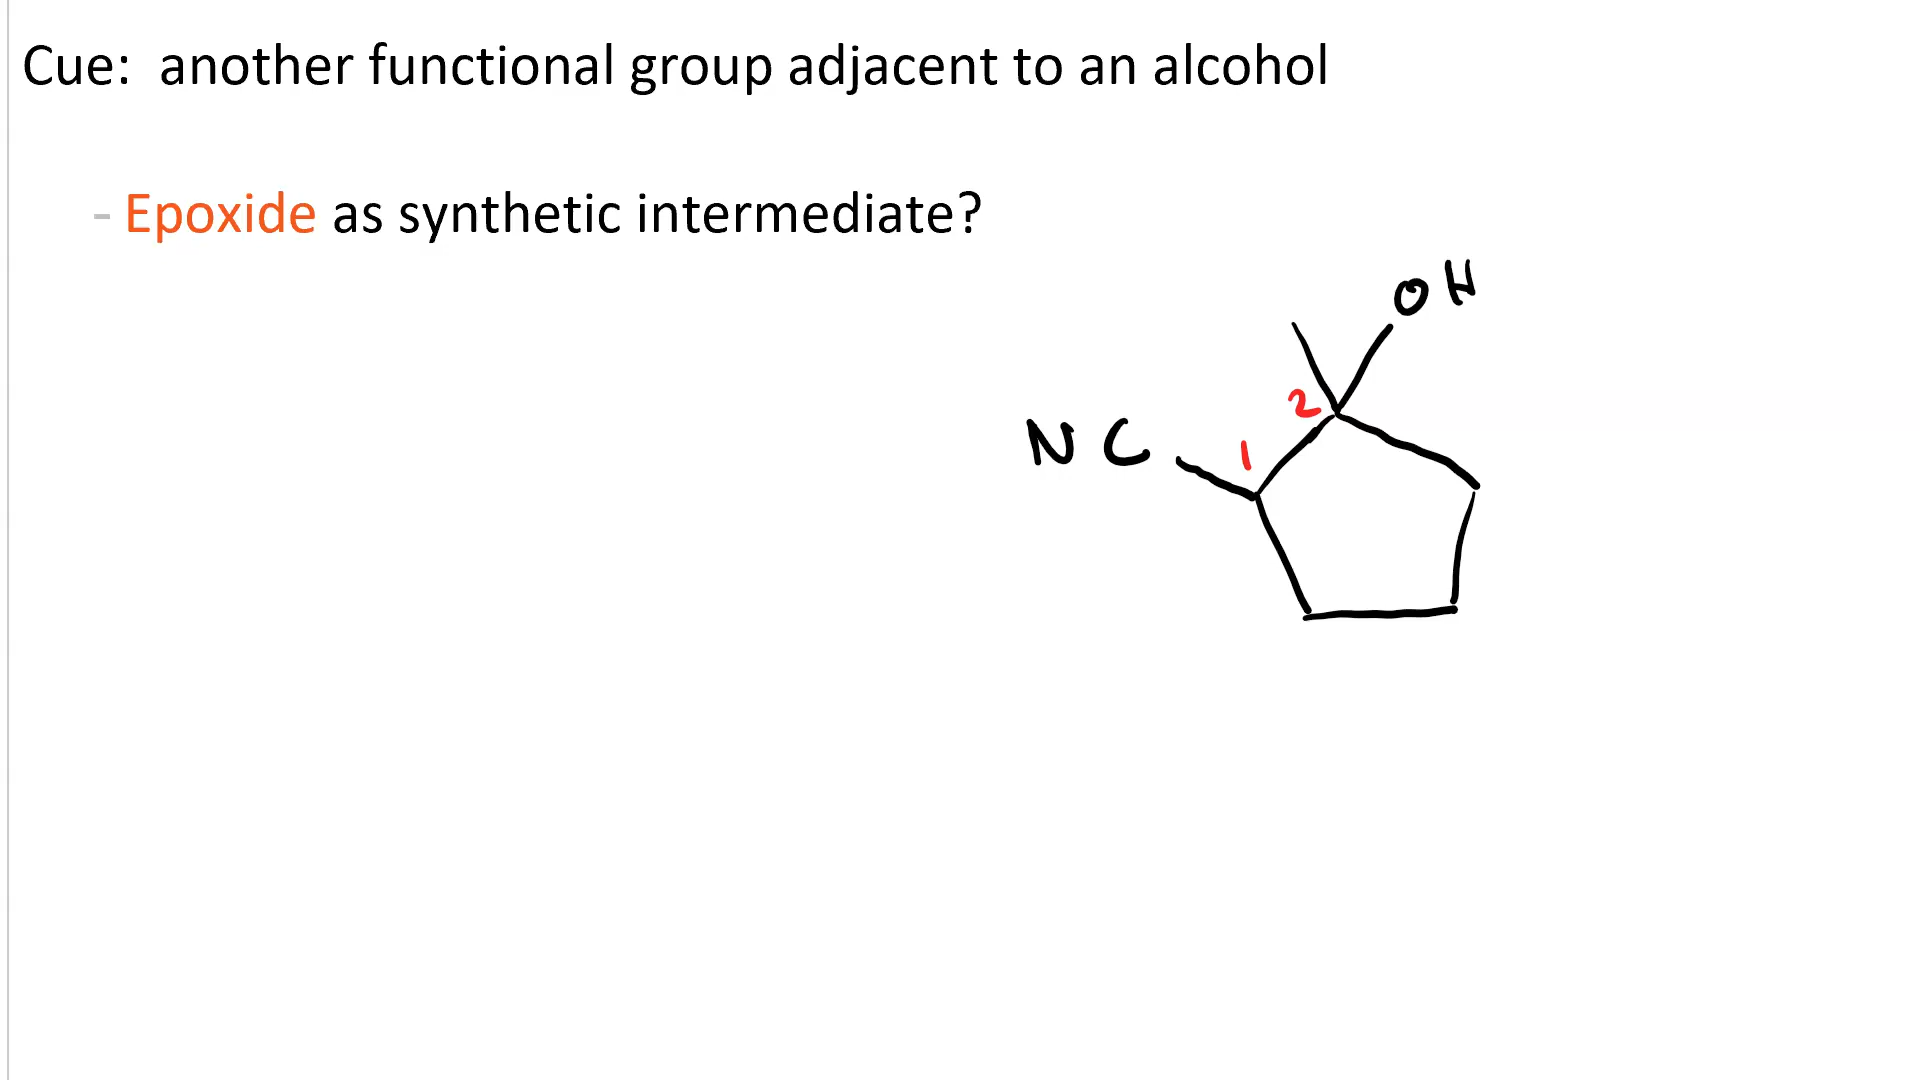 Cue: another functional group adjacent to an alcohol
- Epoxide as synthetic intermediate?
OH
2
NC
1